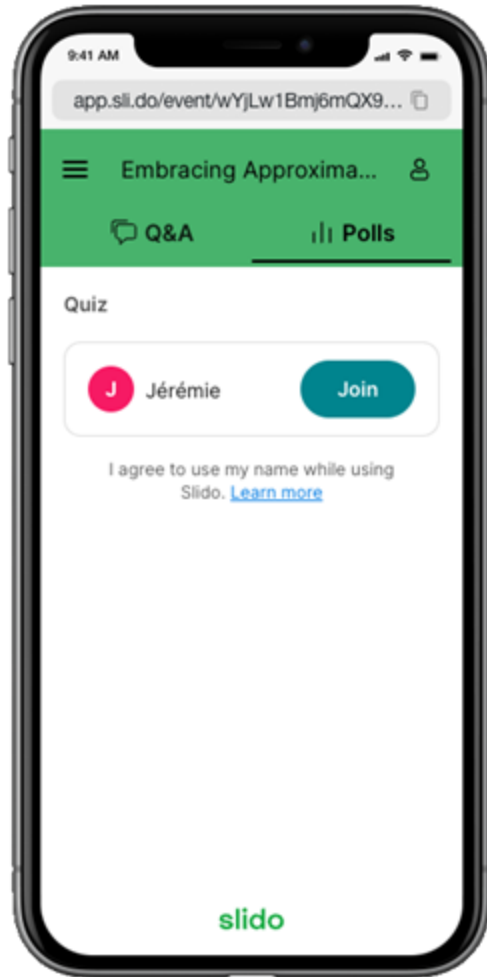 9:41 AM
app.sli.do/event/wYjLw1Bmj6mQX9...
Embracing Approxima...
Q&A
Polls
Quiz
J Jérémie
Join
I agree to use my name while using
Slido. Learn more
slido